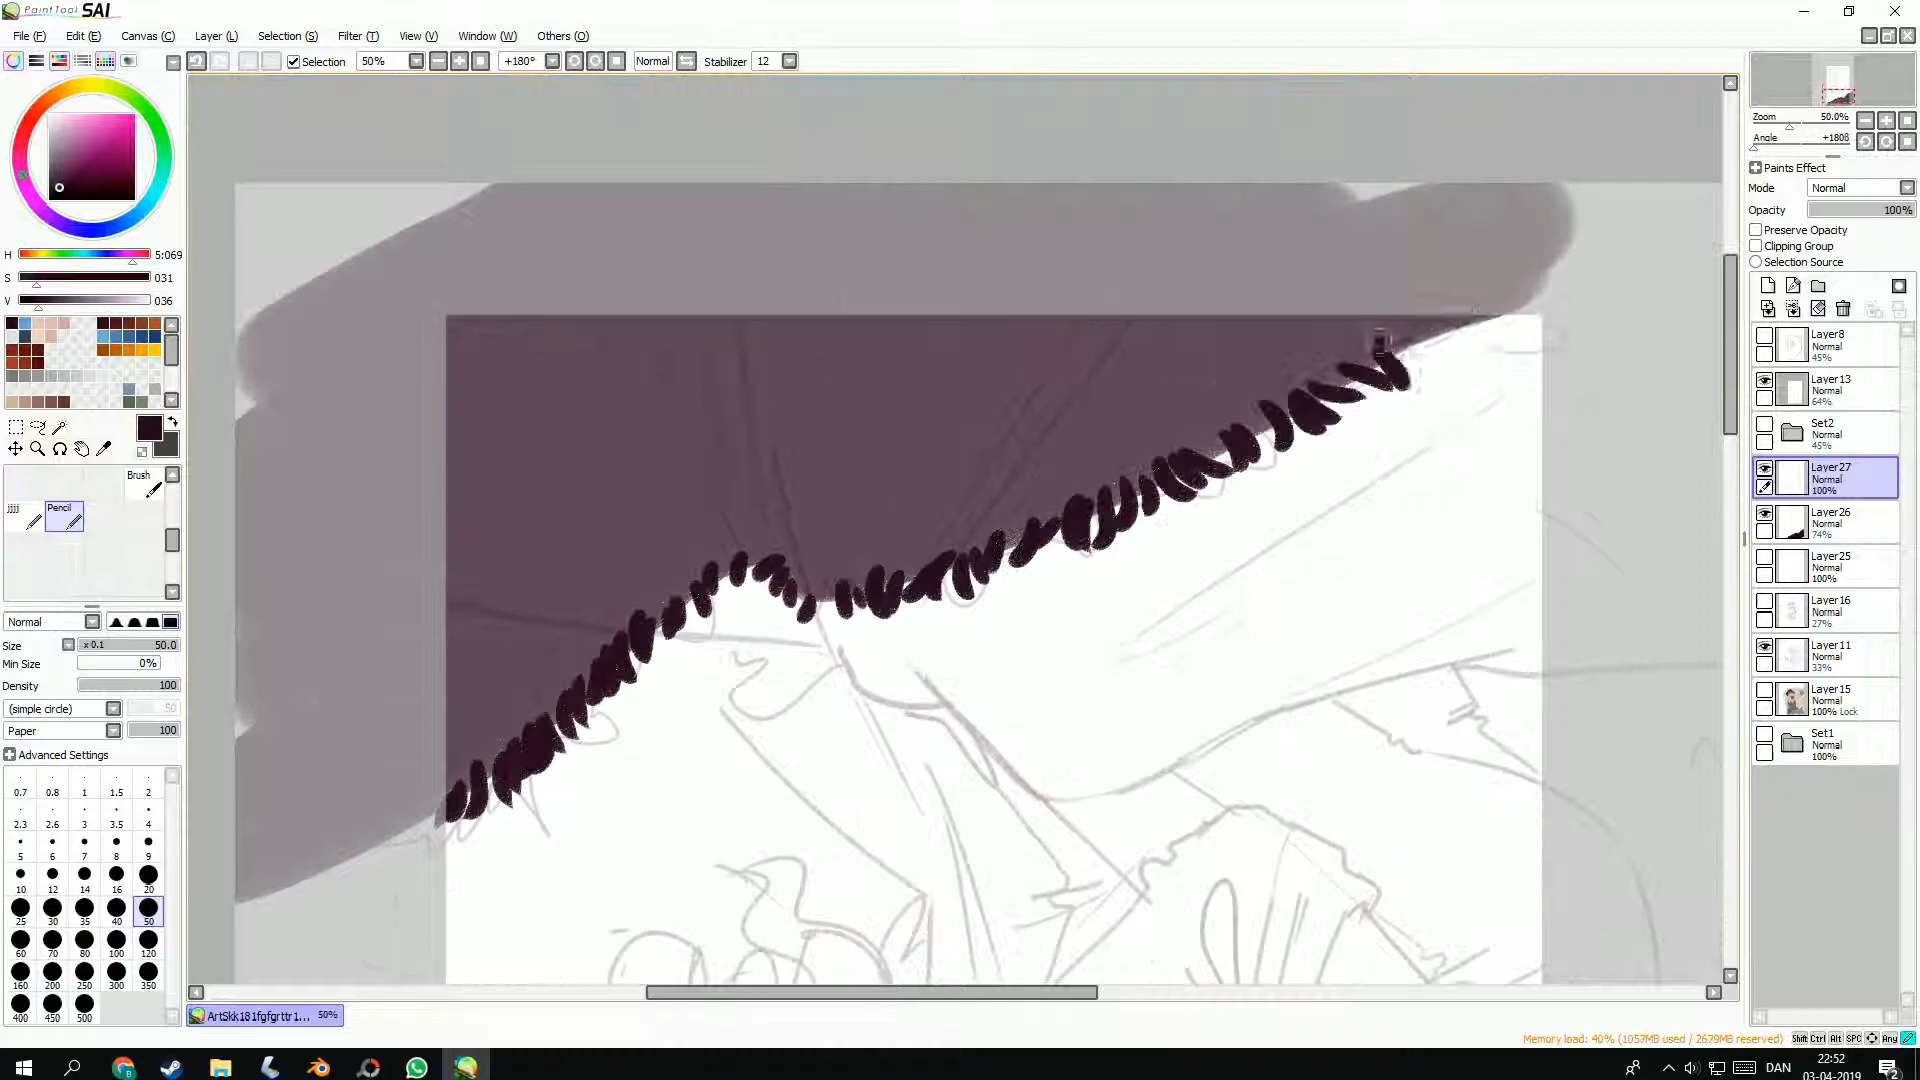 PaintTool SAI
File (F) Edit (E) Canvas (C) Layer (L) Selection (S) Filter (T) View (V) Window (W) Others (O)
Selection 50% +180° Normal Stabilizer 12
H 5:069
S 031
V 036
Brush
jjjj Pencil
Normal
Size x 0.1 50.0
Min Size 0%
Density 100
(simple circle) 50
Paper 100
Advanced Settings
0.7 0.8 1 1.5 2
2.3 2.6 3 3.5 4
5 6 7 8 9
10 12 14 16 20
25 30 35 40 50
60 70 80 100 120
160 200 250 300 350
400 450 500
ArtSkk181fgfgrttr1... 50%
Zoom 50.0%
Angle +180ß
Paints Effect
Mode Normal
Opacity 100%
Preserve Opacity
Clipping Group
Selection Source
Layer8
Normal
45%
Layer13
Normal
64%
Set2
Normal
45%
Layer27
Normal
100%
Layer26
Normal
74%
Layer25
Normal
100%
Layer16
Normal
27%
Layer11
Normal
33%
Layer15
Normal
100% Lock
Set1
Normal
100%
Memory load: 40% (1057MB used / 2679MB reserved) Shift Ctrl Alt SPC Any
DAN
22:52
03-04-2019
2